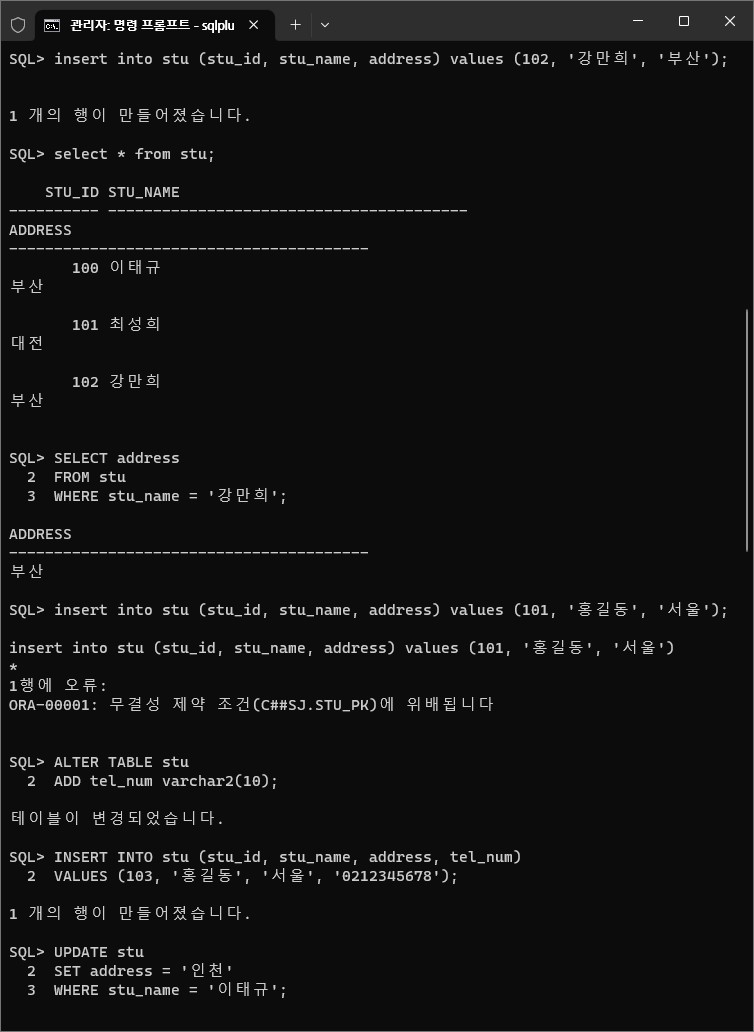 관리자: 명령 프롬프트 - sqlplu
SQL> insert into stu (stu_id, stu_name, address) values (102, '강만희', '부산');
1 개의 행이 만들어졌습니다.
SQL> select * from stu;
STU_ID STU_NAME
---------- ----------------------------------------
ADDRESS
----------------------------------------
100 이태규
부산
101 최성희
대전
102 강만희
부산
SQL> SELECT address
2  FROM stu
3  WHERE stu_name = '강만희';
ADDRESS
----------------------------------------
부산
SQL> insert into stu (stu_id, stu_name, address) values (101, '홍길동', '서울');
insert into stu (stu_id, stu_name, address) values (101, '홍길동', '서울')
*
1행에 오류:
ORA-00001: 무결성 제약 조건(C##SJ.STU_PK)에 위배됩니다
SQL> ALTER TABLE stu
2  ADD tel_num varchar2(10);
테이블이 변경되었습니다.
SQL> INSERT INTO stu (stu_id, stu_name, address, tel_num)
2  VALUES (103, '홍길동', '서울', '0212345678');
1 개의 행이 만들어졌습니다.
SQL> UPDATE stu
2  SET address = '인천'
3  WHERE stu_name = '이태규';